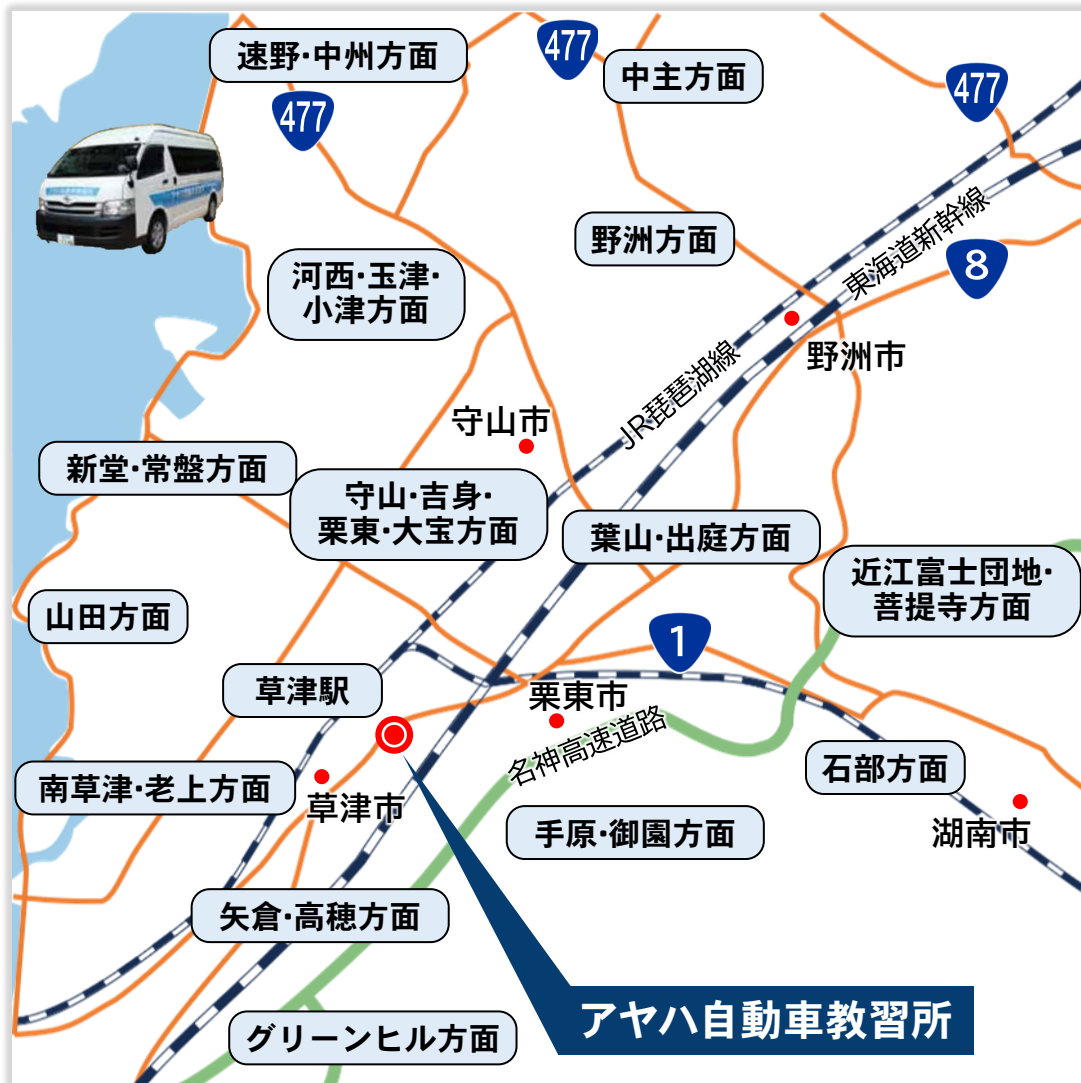 速野・中州方面
477
中主方面
477
477
野洲方面
東海道新幹線
8
河西・玉津・
小津方面
JR琵琶湖線
野洲市
守山市
新堂・常盤方面
守山・吉身・
栗東・大宝方面
葉山・出庭方面
近江富士団地・
菩提寺方面
山田方面
1
草津駅
栗東市
名神高速道路
石部方面
南草津・老上方面
草津市
手原・御園方面
湖南市
矢倉・高穂方面
アヤハ自動車教習所
グリーンヒル方面